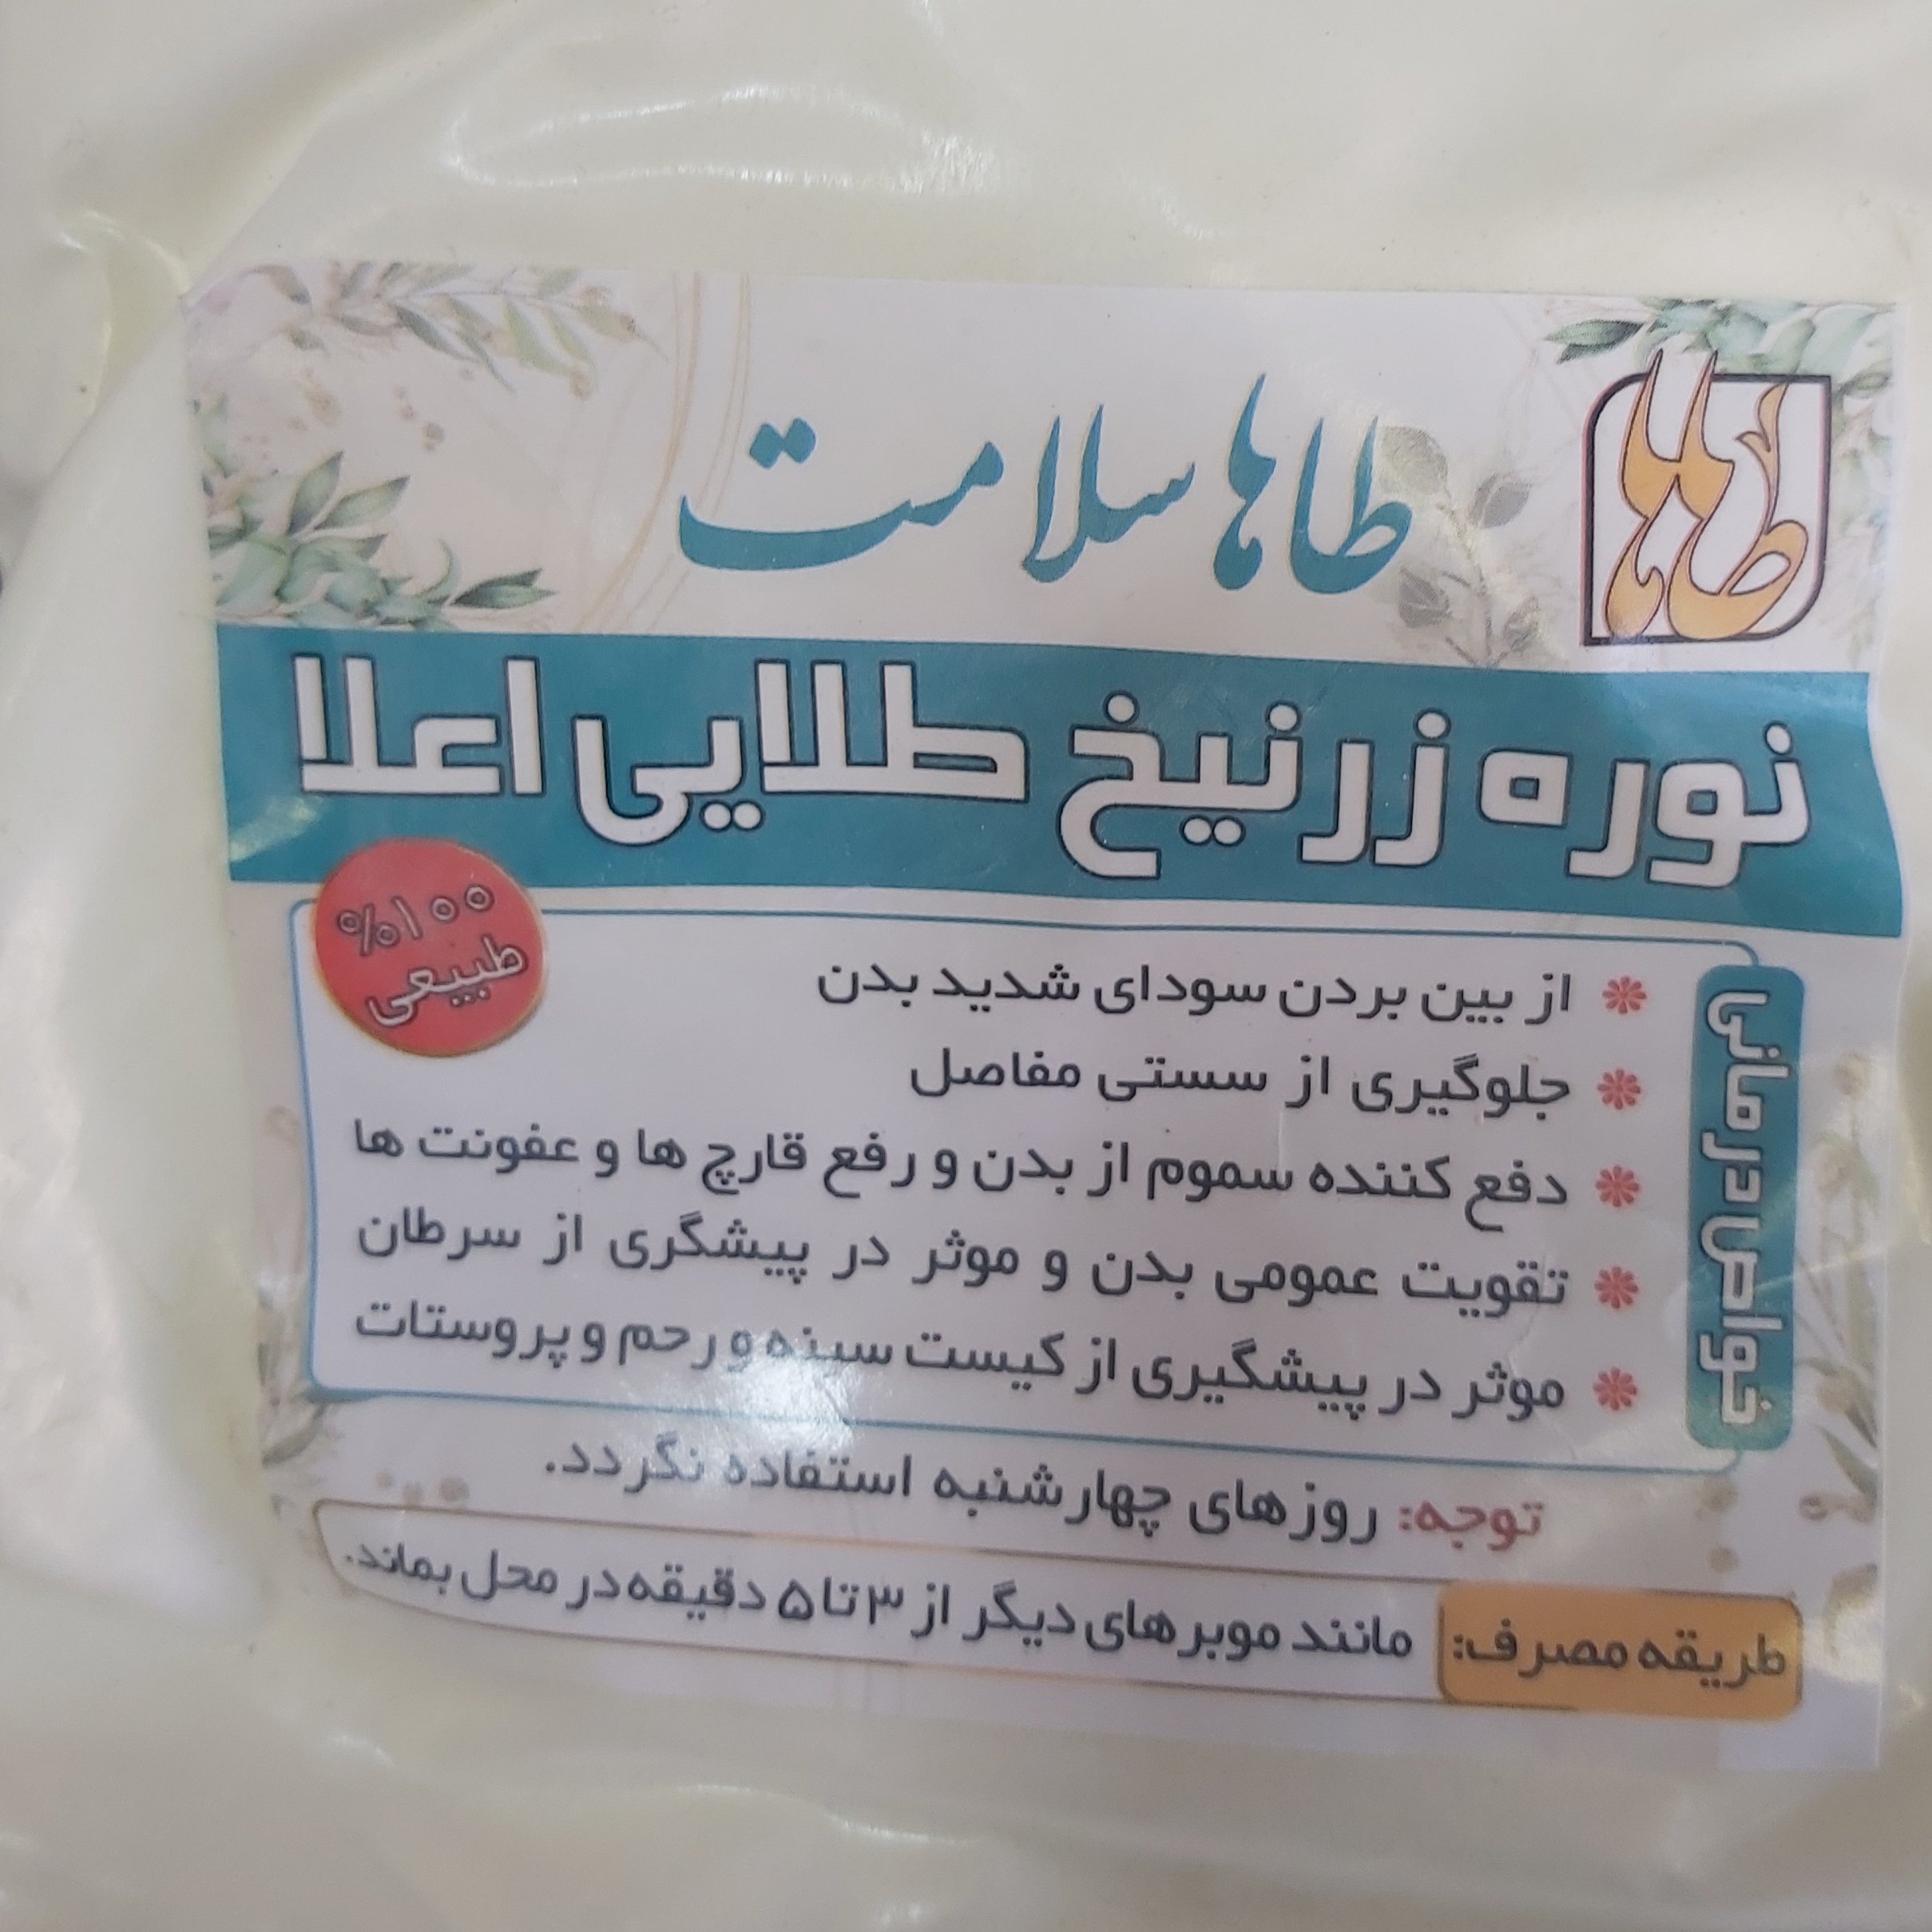 طاها
طاها سلامت
نوره زرنیخ طلایی اعلا
۱۰۰%
طبیعی
خواص درمانی
از بین بردن سودای شدید بدن
جلوگیری از سستی مفاصل
دفع کننده سموم از بدن و رفع قارچ ها و عفونت ها
تقویت عمومی بدن و موثر در پیشگری از سرطان
موثر در پیشگیری از کیست سینه و رحم و پروستات
توجه: روزهای چهارشنبه استفاده نگردد.
طریقه مصرف: مانند موبرهای دیگر از ۳ تا ۵ دقیقه در محل بماند.